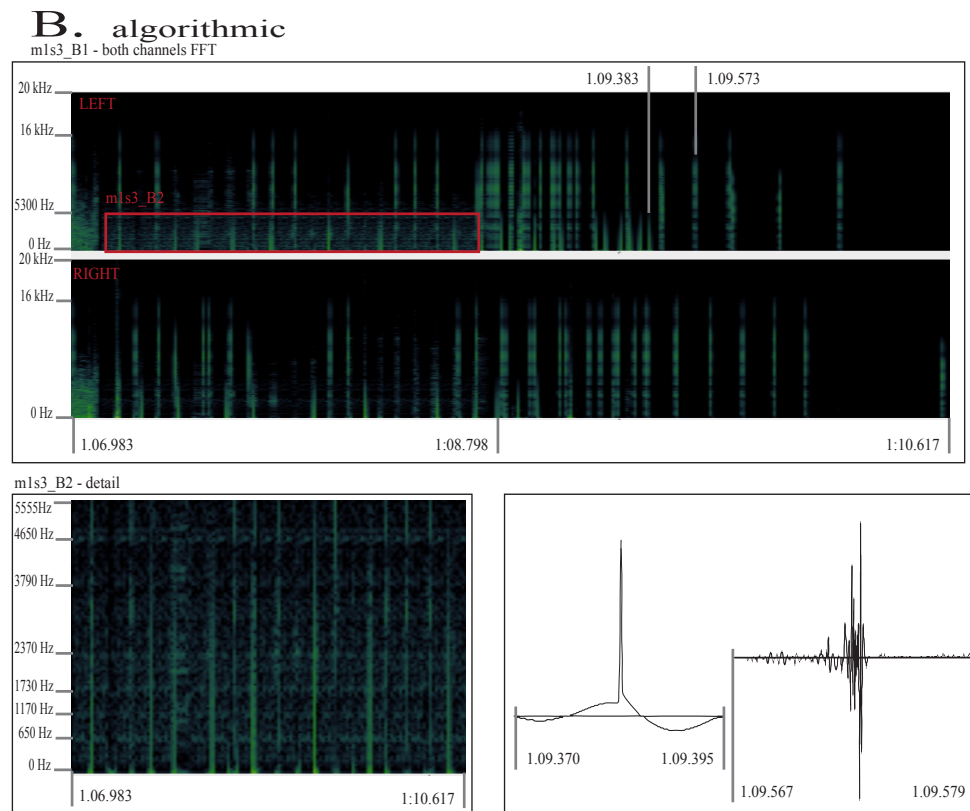 B. algorithmic
m1s3_B1 - both channels FFT
1.09.383
1.09.573
20 kHz
LEFT
16 kHz
m1s3_B2
5300 Hz
0 Hz
20 kHz
RIGHT
16 kHz
0 Hz
1.06.983
1:08.798
1:10.617
m1s3_B2 - detail
5555Hz
4650 Hz
3790 Hz
2370 Hz
1730 Hz
1170 Hz
650 Hz
0 Hz
1.06.983
1:10.617
1.09.370
1.09.395
1.09.567
1.09.579